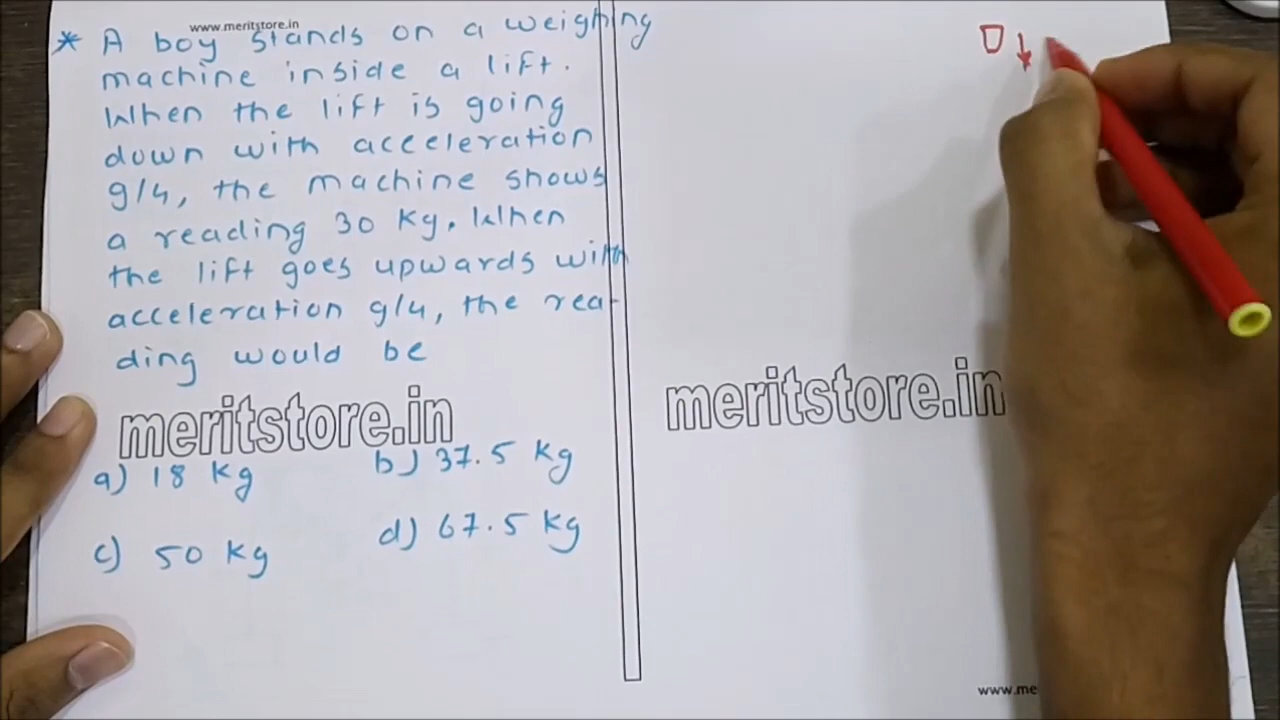 www.meritstore.in
* A boy stands on a weighing
machine inside a lift.
When the lift is going
down with acceleration
g/4, the machine shows
a reading 30 Kg. When
the lift goes upwards with
acceleration g/4, the rea-
ding would be
meritstore.in
meritstore.in
a) 18 Kg
b) 37.5 Kg
c) 50 Kg
d) 67.5 Kg
www.me